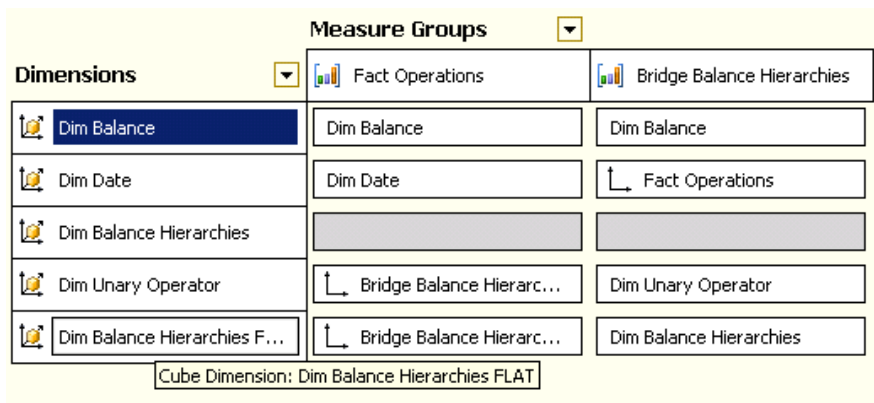 Measure Groups
Dimensions
Fact Operations
Bridge Balance Hierarchies
Dim Balance
Dim Balance
Dim Balance
Dim Date
Dim Date
Fact Operations
Dim Balance Hierarchies
Dim Unary Operator
Bridge Balance Hierarc...
Dim Unary Operator
Dim Balance Hierarchies F...
Bridge Balance Hierarc...
Dim Balance Hierarchies
Cube Dimension: Dim Balance Hierarchies FLAT